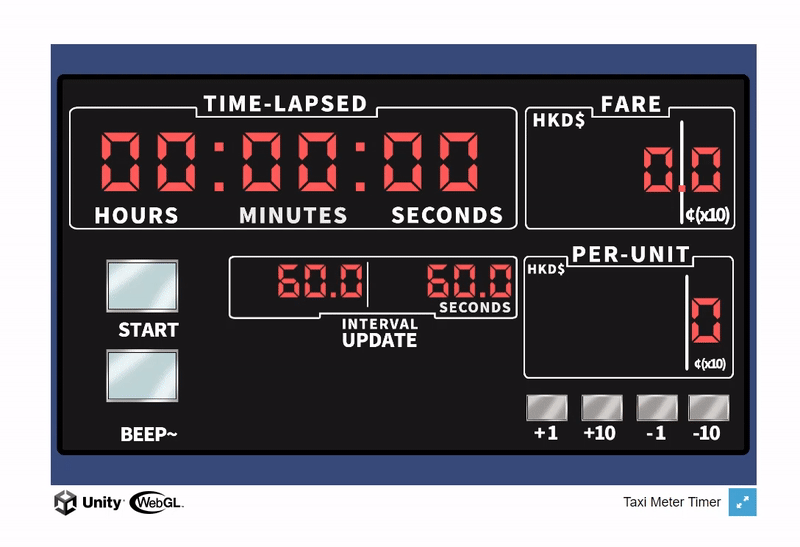 TIME-LAPSED
00:00:00
HOURS MINUTES SECONDS
FARE
HKD$
0.0
¢(x10)
START
BEEP~
60.0 60.0
SECONDS
INTERVAL
UPDATE
PER-UNIT
HKD$
0
¢(x10)
+1 +10 -1 -10
Unity WebGL.
Taxi Meter Timer